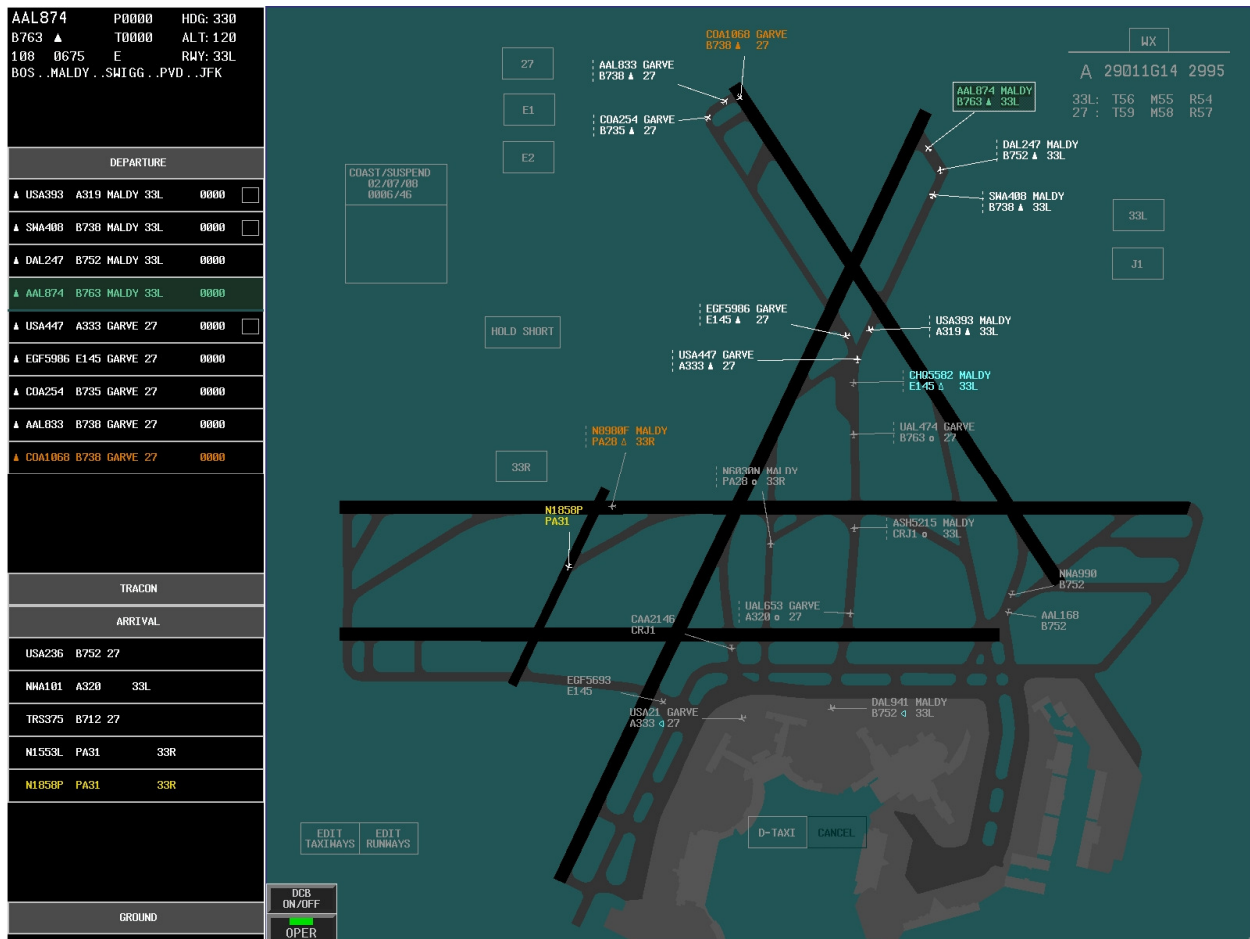 AAL874 P0000 HDG: 330
B763 ▲ T0000 ALT: 120
108 0675 E RWY: 33L
BOS..MALDY..SWIGG..PVD..JFK
DEPARTURE
▲ USA393 A319 MALDY 33L 0000
▲ SWA408 B738 MALDY 33L 0000
▲ DAL247 B752 MALDY 33L 0000
▲ AAL874 B763 MALDY 33L 0000
▲ USA447 A333 GARVE 27 0000
▲ EGF5986 E145 GARVE 27 0000
▲ COA254 B735 GARVE 27 0000
▲ AAL833 B738 GARVE 27 0000
▲ COA1068 B738 GARVE 27 0000
TRACON
ARRIVAL
USA236 B752 27
NWA101 A320 33L
TRS375 B712 27
N1553L PA31 33R
N1858P PA31 33R
GROUND
27
E1
E2
COAST/SUSPEND
02/07/08
0006/46
HOLD SHORT
33R
COA1068 GARVE
B738 ▲ 27
AAL833 GARVE
B738 ▲ 27
COA254 GARVE
B735 ▲ 27
AAL874 MALDY
B763 ▲ 33L
DAL247 MALDY
B752 ▲ 33L
SWA408 MALDY
B738 ▲ 33L
WX
A 29011G14 2995
33L: T56 M55 R54
27 : T59 M58 R57
33L
J1
EGF5986 GARVE
E145 ▲ 27
USA393 MALDY
A319 ▲ 33L
USA447 GARVE
A333 ▲ 27
CHQ5582 MALDY
E145 △ 33L
UAL474 GARVE
B763 o 27
N8980F MALDY
PA28 △ 33R
N6030N MALDY
PA28 o 33R
N1858P
PA31
ASH5215 MALDY
CRJ1 o 33L
NWA990
B752
UAL653 GARVE
A320 o 27
AAL168
B752
CAA2146
CRJ1
EGF5693
E145
USA21 GARVE
A333 ◁ 27
DAL941 MALDY
B752 ◁ 33L
EDIT TAXIWAYS
EDIT RUNWAYS
D-TAXI
CANCEL
DCB
ON/OFF
OPER